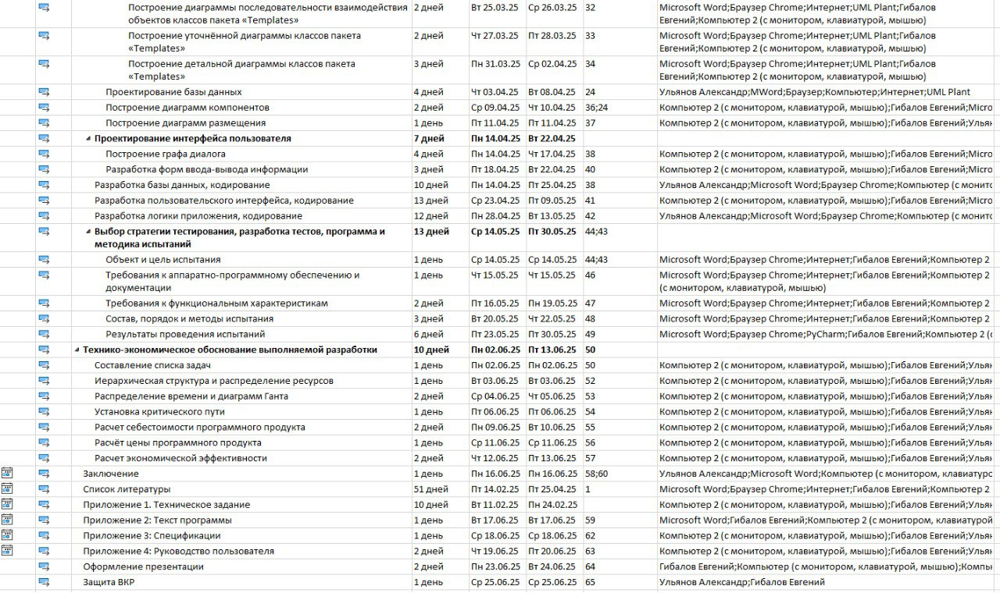 Построение диаграммы последовательности взаимодействия объектов классов пакета «Templates» 2 дней Вт 25.03.25 Ср 26.03.25 32 Microsoft Word;Браузер Chrome;Интернет;UML Plant;Гибалов Евгений;Компьютер 2 (с монитором, клавиатурой, мышью)
Построение уточнённой диаграммы классов пакета «Templates» 2 дней Чт 27.03.25 Пт 28.03.25 33 Microsoft Word;Браузер Chrome;Интернет;UML Plant;Гибалов Евгений;Компьютер 2 (с монитором, клавиатурой, мышью)
Построение детальной диаграммы классов пакета «Templates» 3 дней Пн 31.03.25 Ср 02.04.25 34 Microsoft Word;Браузер Chrome;Интернет;UML Plant;Гибалов Евгений;Компьютер 2 (с монитором, клавиатурой, мышью)
Проектирование базы данных 4 дней Чт 03.04.25 Вт 08.04.25 24 Ульянов Александр;MWord;Браузер;Компьютер;Интернет;UML Plant
Построение диаграмм компонентов 2 дней Ср 09.04.25 Чт 10.04.25 36;24 Компьютер 2 (с монитором, клавиатурой, мышью);Гибалов Евгений;Micro
Построение диаграмм размещения 1 день Пт 11.04.25 Пт 11.04.25 37 Компьютер 2 (с монитором, клавиатурой, мышью);Гибалов Евгений;Ульян
Проектирование интерфейса пользователя 7 дней Пн 14.04.25 Вт 22.04.25
Построение графа диалога 4 дней Пн 14.04.25 Чт 17.04.25 38 Компьютер 2 (с монитором, клавиатурой, мышью);Гибалов Евгений;Micro
Разработка форм ввода-вывода информации 3 дней Пт 18.04.25 Вт 22.04.25 40 Компьютер 2 (с монитором, клавиатурой, мышью);Гибалов Евгений;Micro
Разработка базы данных, кодирование 10 дней Пн 14.04.25 Пт 25.04.25 38 Ульянов Александр;Microsoft Word;Браузер Chrome;Компьютер (с монито
Разработка пользовательского интерфейса, кодирование 13 дней Ср 23.04.25 Пт 09.05.25 41 Компьютер 2 (с монитором, клавиатурой, мышью);Гибалов Евгений;Micro
Разработка логики приложения, кодирование 12 дней Пн 28.04.25 Вт 13.05.25 42 Ульянов Александр;Microsoft Word;Браузер Chrome;Компьютер (с монито
Выбор стратегии тестирования, разработка тестов, программа и методика испытаний 13 дней Ср 14.05.25 Пт 30.05.25 44;43
Объект и цель испытания 1 день Ср 14.05.25 Ср 14.05.25 44;43 Microsoft Word;Браузер Chrome;Интернет;Гибалов Евгений;Компьютер 2
Требования к аппаратно-программному обеспечению и документации 1 день Чт 15.05.25 Чт 15.05.25 46 Microsoft Word;Браузер Chrome;Интернет;Гибалов Евгений;Компьютер 2 (с монитором, клавиатурой, мышью)
Требования к функциональным характеристикам 2 дней Пт 16.05.25 Пн 19.05.25 47 Microsoft Word;Браузер Chrome;Интернет;Гибалов Евгений;Компьютер 2
Состав, порядок и методы испытания 3 дней Вт 20.05.25 Чт 22.05.25 48 Microsoft Word;Браузер Chrome;Интернет;Гибалов Евгений;Компьютер 2
Результаты проведения испытаний 6 дней Пт 23.05.25 Пт 30.05.25 49 Microsoft Word;Браузер Chrome;PyCharm;Гибалов Евгений;Компьютер 2 (с
Технико-экономическое обоснование выполняемой разработки 10 дней Пн 02.06.25 Пт 13.06.25 50
Составление списка задач 1 день Пн 02.06.25 Пн 02.06.25 50 Компьютер 2 (с монитором, клавиатурой, мышью);Гибалов Евгений;Ульян
Иерархическая структура и распределение ресурсов 1 день Вт 03.06.25 Вт 03.06.25 52 Компьютер 2 (с монитором, клавиатурой, мышью);Гибалов Евгений;Ульян
Распределение времени и диаграмм Ганта 2 дней Ср 04.06.25 Чт 05.06.25 53 Компьютер 2 (с монитором, клавиатурой, мышью);Гибалов Евгений;Ульян
Установка критического пути 1 день Пт 06.06.25 Пт 06.06.25 54 Компьютер 2 (с монитором, клавиатурой, мышью);Гибалов Евгений;Ульян
Расчет себестоимости программного продукта 2 дней Пн 09.06.25 Вт 10.06.25 55 Компьютер 2 (с монитором, клавиатурой, мышью);Гибалов Евгений;Ульян
Расчёт цены программного продукта 1 день Ср 11.06.25 Ср 11.06.25 56 Компьютер 2 (с монитором, клавиатурой, мышью);Гибалов Евгений;Ульян
Расчет экономической эффективности 2 дней Чт 12.06.25 Пт 13.06.25 57 Компьютер 2 (с монитором, клавиатурой, мышью);Гибалов Евгений;Ульян
Заключение 1 день Пн 16.06.25 Пн 16.06.25 58;60 Ульянов Александр;Microsoft Word;Компьютер (с монитором, клавиатурс
Список литературы 51 дней Пт 14.02.25 Пт 25.04.25 1 Microsoft Word;Браузер Chrome;Интернет;Гибалов Евгений;Компьютер 2
Приложение 1. Техническое задание 10 дней Вт 11.02.25 Пн 24.02.25 Компьютер 2 (с монитором, клавиатурой, мышью);Гибалов Евгений;Ульян
Приложение 2: Текст программы 1 день Вт 17.06.25 Вт 17.06.25 59 Microsoft Word;Гибалов Евгений;Компьютер 2 (с монитором, клавиатурой
Приложение 3: Спецификации 1 день Ср 18.06.25 Ср 18.06.25 62 Компьютер 2 (с монитором, клавиатурой, мышью);Гибалов Евгений;Ульян
Приложение 4: Руководство пользователя 2 дней Чт 19.06.25 Пт 20.06.25 63 Компьютер 2 (с монитором, клавиатурой, мышью);Гибалов Евгений;Ульян
Оформление презентации 2 дней Пн 23.06.25 Вт 24.06.25 64 Гибалов Евгений;Компьютер (с монитором, клавиатурой, мышью);Компь
Защита ВКР 1 день Ср 25.06.25 Ср 25.06.25 65 Ульянов Александр;Гибалов Евгений